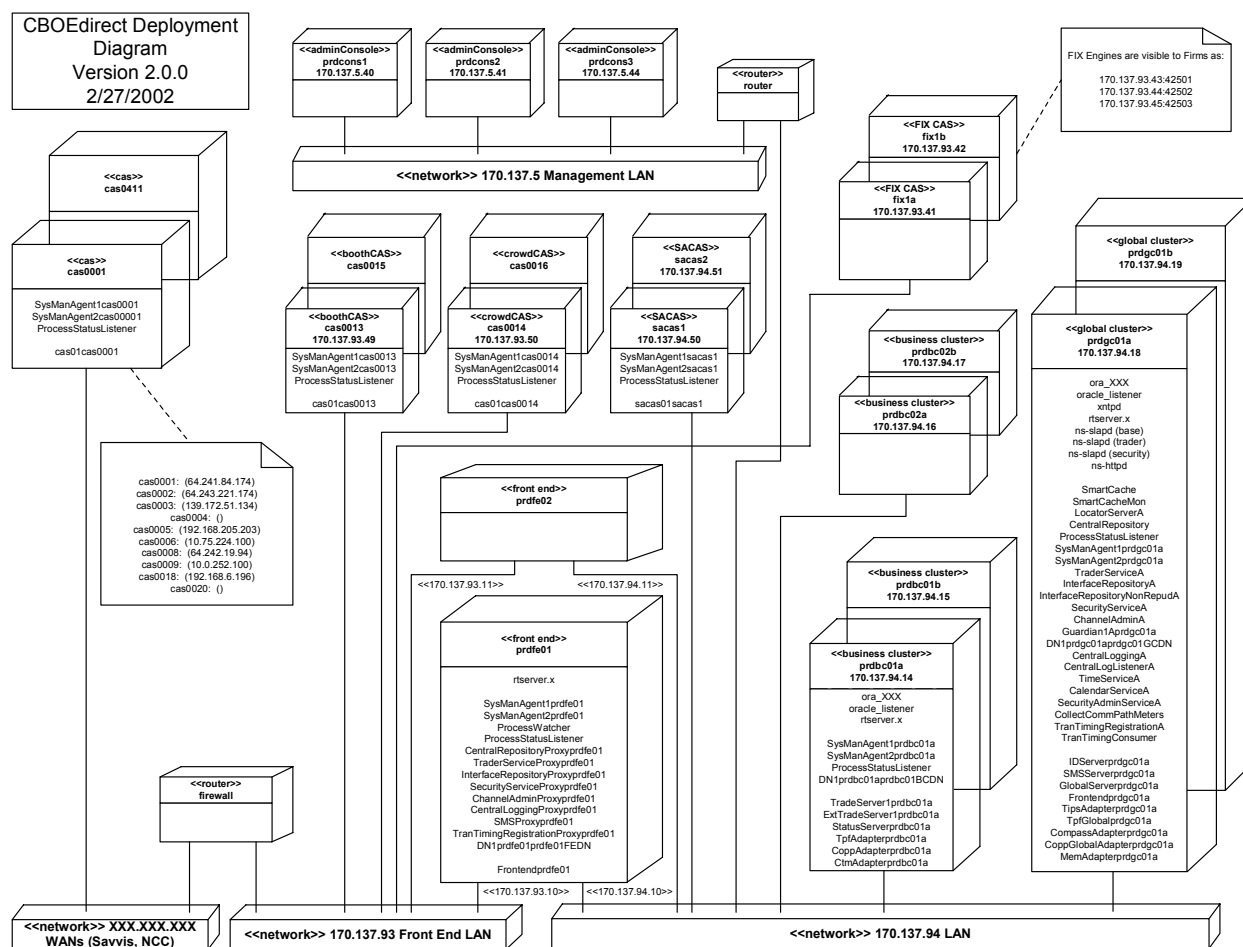 CBOEdirect Deployment
Diagram
Version 2.0.0
2/27/2002
<<adminConsole>>
prdcons1
170.137.5.40
<<adminConsole>>
prdcons2
170.137.5.41
<<adminConsole>>
prdcons3
170.137.5.44
<<router>>
router
FIX Engines are visible to Firms as:
170.137.93.43:42501
170.137.93.44:42502
170.137.93.45:42503
<<network>> 170.137.5 Management LAN
<<FIX CAS>>
fix1b
170.137.93.42
<<FIX CAS>>
fix1a
170.137.93.41
<<cas>>
cas0411
<<cas>>
cas0001
SysManAgent1cas0001
SysManAgent2cas00001
ProcessStatusListener
cas01cas0001
<<boothCAS>>
cas0015
<<boothCAS>>
cas0013
170.137.93.49
SysManAgent1cas0013
SysManAgent2cas0013
ProcessStatusListener
cas01cas0013
<<crowdCAS>>
cas0016
<<crowdCAS>>
cas0014
170.137.93.50
SysManAgent1cas0014
SysManAgent2cas0014
ProcessStatusListener
cas01cas0014
<<SACAS>>
sacas2
170.137.94.51
<<SACAS>>
sacas1
170.137.94.50
SysManAgent1sacas1
SysManAgent2sacas1
ProcessStatusListener
sacas01sacas1
<<global cluster>>
prdgc01b
170.137.94.19
<<global cluster>>
prdgc01a
170.137.94.18
ora_XXX
oracle_listener
xntpd
rtserver.x
ns-slapd (base)
ns-slapd (trader)
ns-slapd (security)
ns-httpd
SmartCache
SmartCacheMon
LocatorServerA
CentralRepository
ProcessStatusListener
SysManAgent1prdgc01a
SysManAgent2prdgc01a
TraderServiceA
InterfaceRepositoryA
InterfaceRepositoryNonRepudA
SecurityServiceA
ChannelAdminA
Guardian1Aprdgc01a
DN1prdgc01aprdgc01GCDN
CentralLoggingA
CentralLogListenerA
TimeServiceA
CalendarServiceA
SecurityAdminServiceA
CollectCommPathMeters
TranTimingRegistrationA
TranTimingConsumer
IDServerprdgc01a
SMSServerprdgc01a
GlobalServerprdgc01a
Frontendprdgc01a
TipsAdapterprdgc01a
TpfGlobalprdgc01a
CompassAdapterprdgc01a
CoppGlobalAdapterprdgc01a
MemAdapterprdgc01a
<<business cluster>>
prdbc02b
170.137.94.17
<<business cluster>>
prdbc02a
170.137.94.16
cas0001: (64.241.84.174)
cas0002: (64.243.221.174)
cas0003: (139.172.51.134)
cas0004: ()
cas0005: (192.168.205.203)
cas0006: (10.75.224.100)
cas0008: (64.242.19.94)
cas0009: (10.0.252.100)
cas0018: (192.168.6.196)
cas0020: ()
<<front end>>
prdfe02
<<170.137.93.11>>
<<170.137.94.11>>
<<front end>>
prdfe01
rtserver.x
SysManAgent1prdfe01
SysManAgent2prdfe01
ProcessWatcher
ProcessStatusListener
CentralRepositoryProxyprdfe01
TraderServiceProxyprdfe01
InterfaceRepositoryProxyprdfe01
SecurityServiceProxyprdfe01
ChannelAdminProxyprdfe01
CentralLoggingProxyprdfe01
SMSProxyprdfe01
TranTimingRegistrationProxyprdfe01
DN1prdfe01prdfe01FEDN
Frontendprdfe01
<<170.137.93.10>>
<<170.137.94.10>>
<<business cluster>>
prdbc01b
170.137.94.15
<<business cluster>>
prdbc01a
170.137.94.14
ora_XXX
oracle_listener
rtserver.x
SysManAgent1prdbc01a
SysManAgent2prdbc01a
ProcessStatusListener
DN1prdbc01aprdbc01BCDN
TradeServer1prdbc01a
ExtTradeServer1prdbc01a
StatusServerprdbc01a
TpfAdapterprdbc01a
CoppAdapterprdbc01a
CtmAdapterprdbc01a
<<router>>
firewall
<<network>> XXX.XXX.XXX
WANs (Savvis, NCC)
<<network>> 170.137.93 Front End LAN
<<network>> 170.137.94 LAN